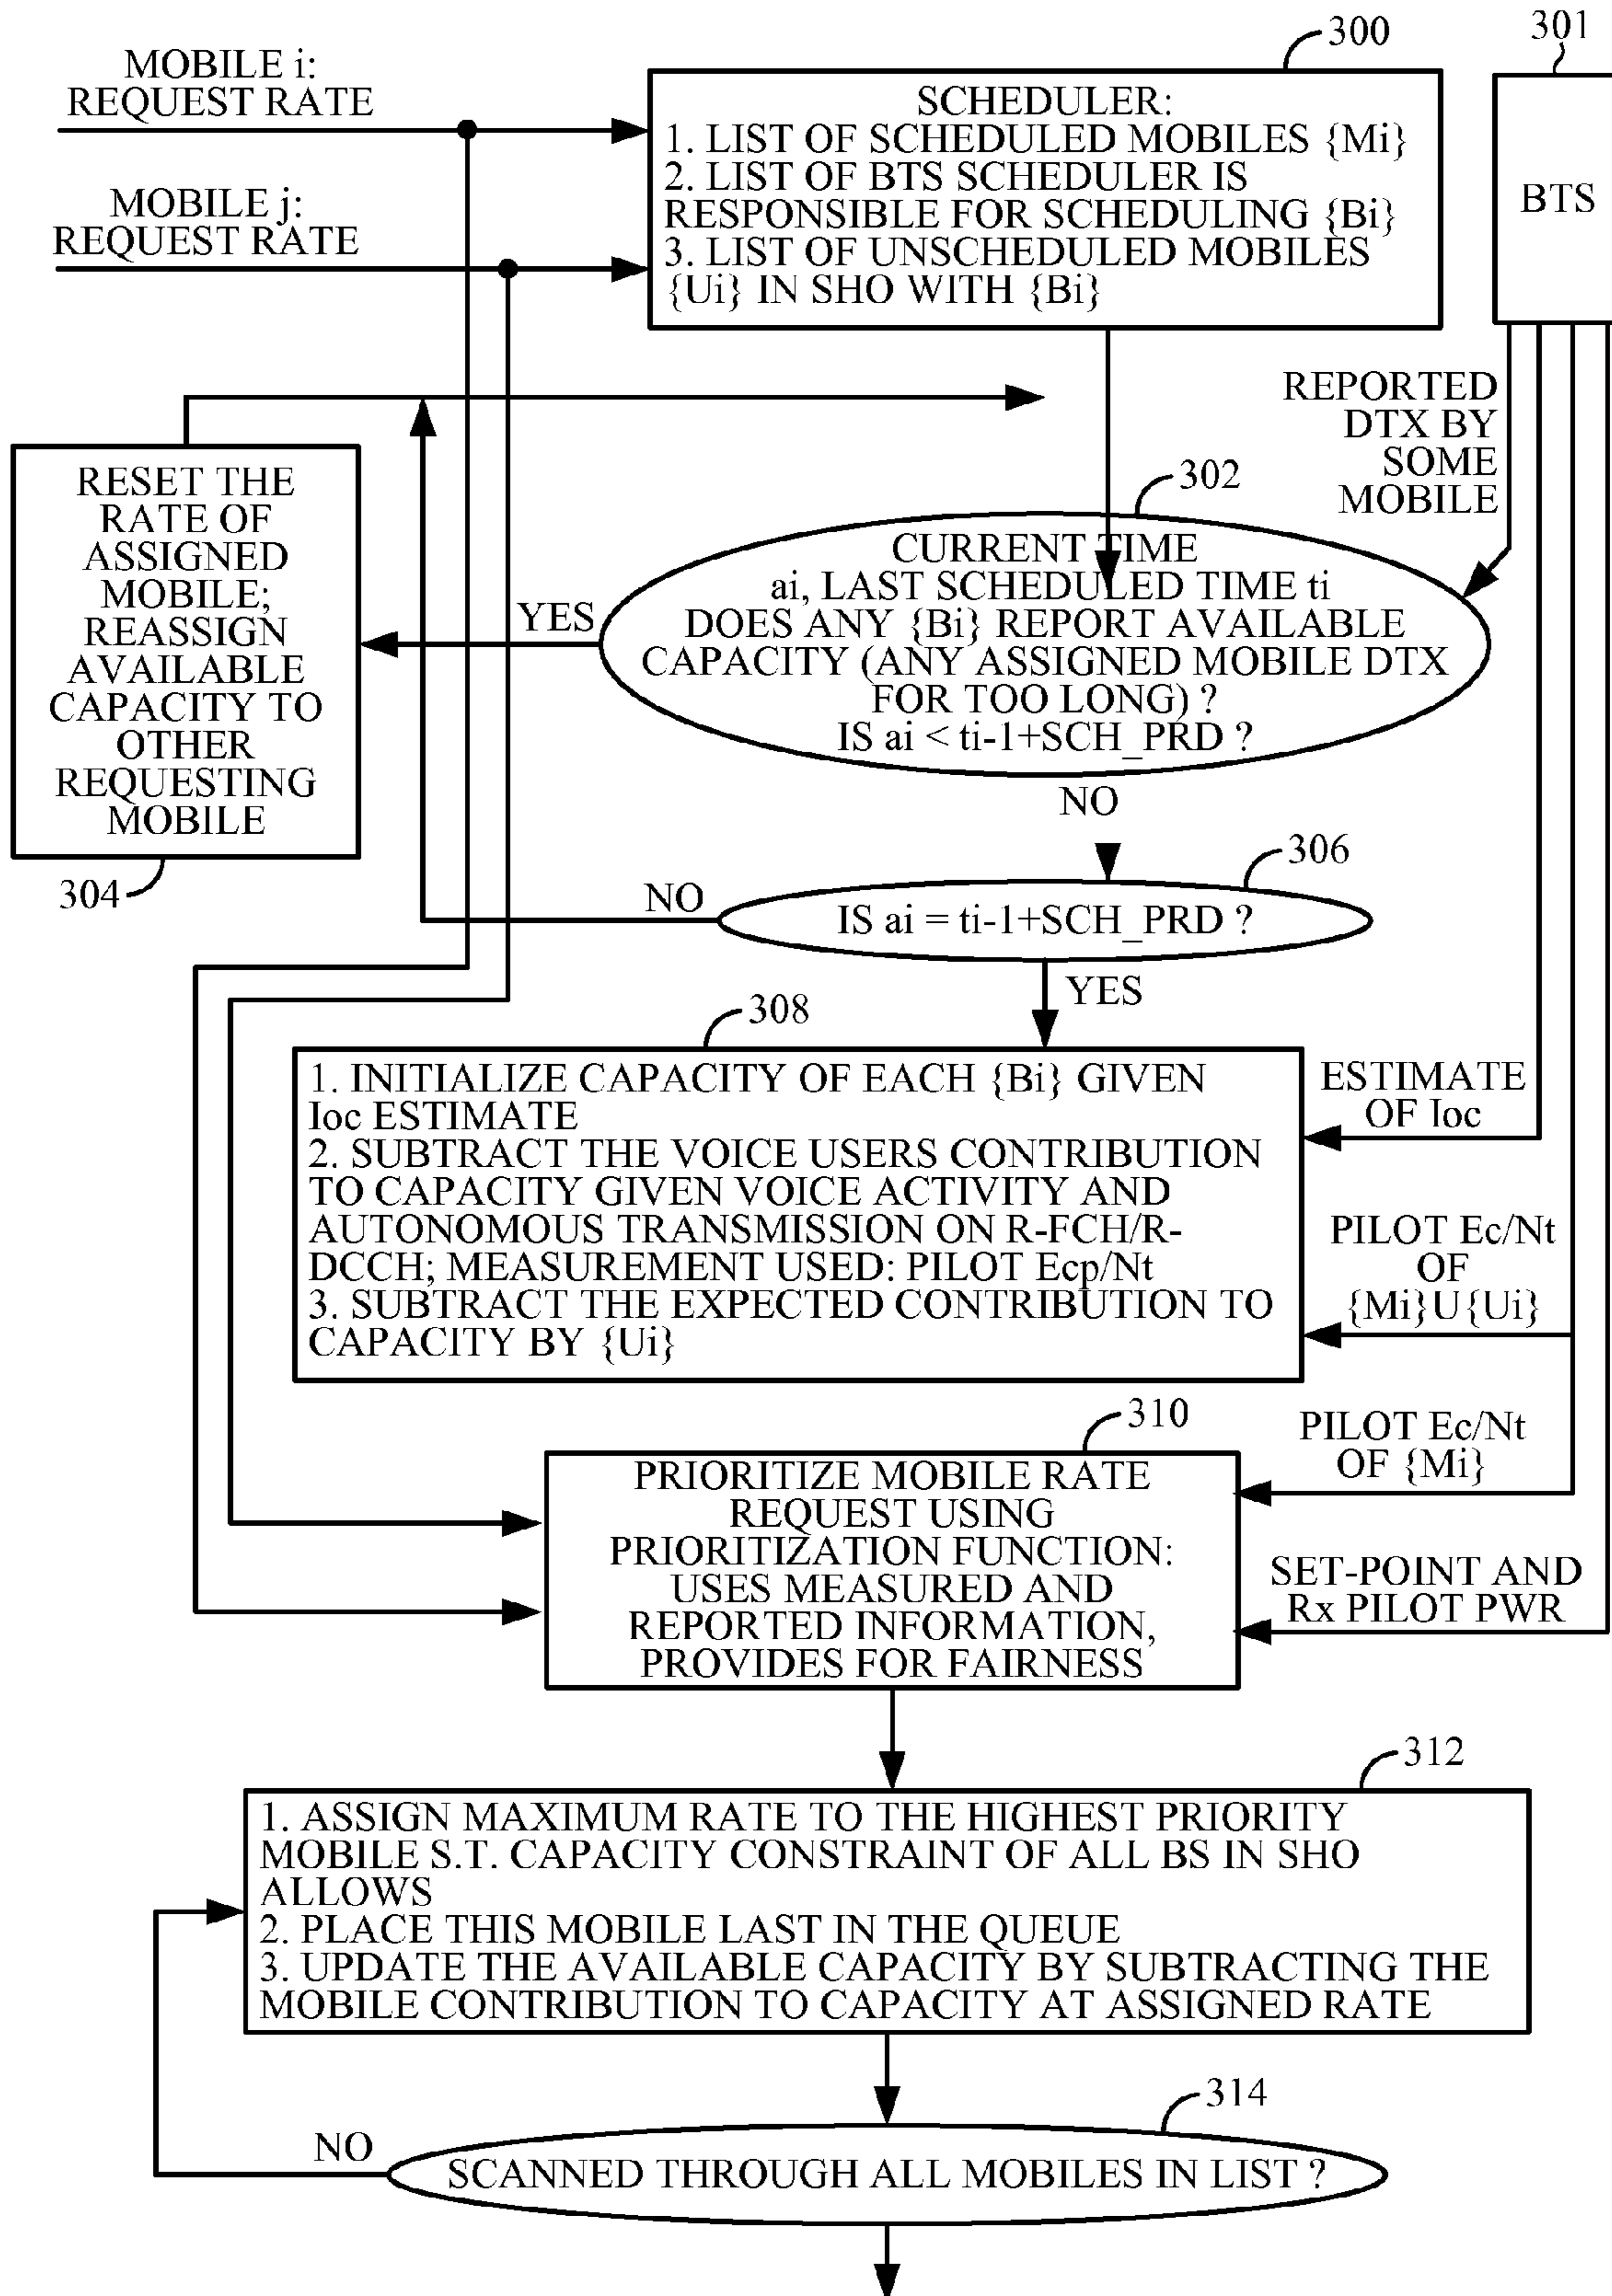 301
300
MOBILE i:
REQUEST RATE
SCHEDULER:
1. LIST OF SCHEDULED MOBILES {Mi}
2. LIST OF BTS SCHEDULER IS
RESPONSIBLE FOR SCHEDULING {Bi}
3. LIST OF UNSCHEDULED MOBILES
{Ui} IN SHO WITH {Bi}
MOBILE j:
REQUEST RATE
BTS
REPORTED
DTX BY
SOME
MOBILE
302
CURRENT TIME
ai, LAST SCHEDULED TIME ti
DOES ANY {Bi} REPORT AVAILABLE
CAPACITY (ANY ASSIGNED MOBILE DTX
FOR TOO LONG) ?
IS ai < ti-1+SCH_PRD ?
YES
RESET THE
RATE OF
ASSIGNED
MOBILE;
REASSIGN
AVAILABLE
CAPACITY TO
OTHER
REQUESTING
MOBILE
304
NO
306
NO
IS ai = ti-1+SCH_PRD ?
YES
308
1. INITIALIZE CAPACITY OF EACH {Bi} GIVEN
Ioc ESTIMATE
2. SUBTRACT THE VOICE USERS CONTRIBUTION
TO CAPACITY GIVEN VOICE ACTIVITY AND
AUTONOMOUS TRANSMISSION ON R-FCH/R-
DCCH; MEASUREMENT USED: PILOT Ecp/Nt
3. SUBTRACT THE EXPECTED CONTRIBUTION TO
CAPACITY BY {Ui}
ESTIMATE
OF Ioc
PILOT Ec/Nt
OF
{Mi}U{Ui}
310
PRIORITIZE MOBILE RATE
REQUEST USING
PRIORITIZATION FUNCTION:
USES MEASURED AND
REPORTED INFORMATION,
PROVIDES FOR FAIRNESS
PILOT Ec/Nt
OF {Mi}
SET-POINT AND
Rx PILOT PWR
312
1. ASSIGN MAXIMUM RATE TO THE HIGHEST PRIORITY
MOBILE S.T. CAPACITY CONSTRAINT OF ALL BS IN SHO
ALLOWS
2. PLACE THIS MOBILE LAST IN THE QUEUE
3. UPDATE THE AVAILABLE CAPACITY BY SUBTRACTING THE
MOBILE CONTRIBUTION TO CAPACITY AT ASSIGNED RATE
314
NO
SCANNED THROUGH ALL MOBILES IN LIST ?